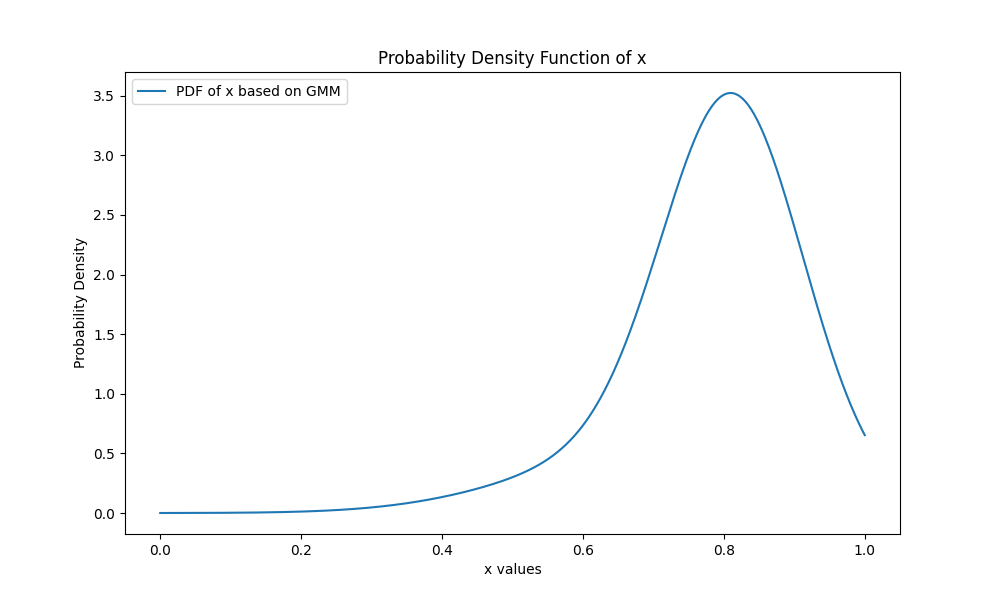 Probability Density Function of x
PDF of x based on GMM
Probability Density
3.5
3.0
2.5
2.0
1.5
1.0
0.5
0.0
0.0 0.2 0.4 0.6 0.8 1.0
x values